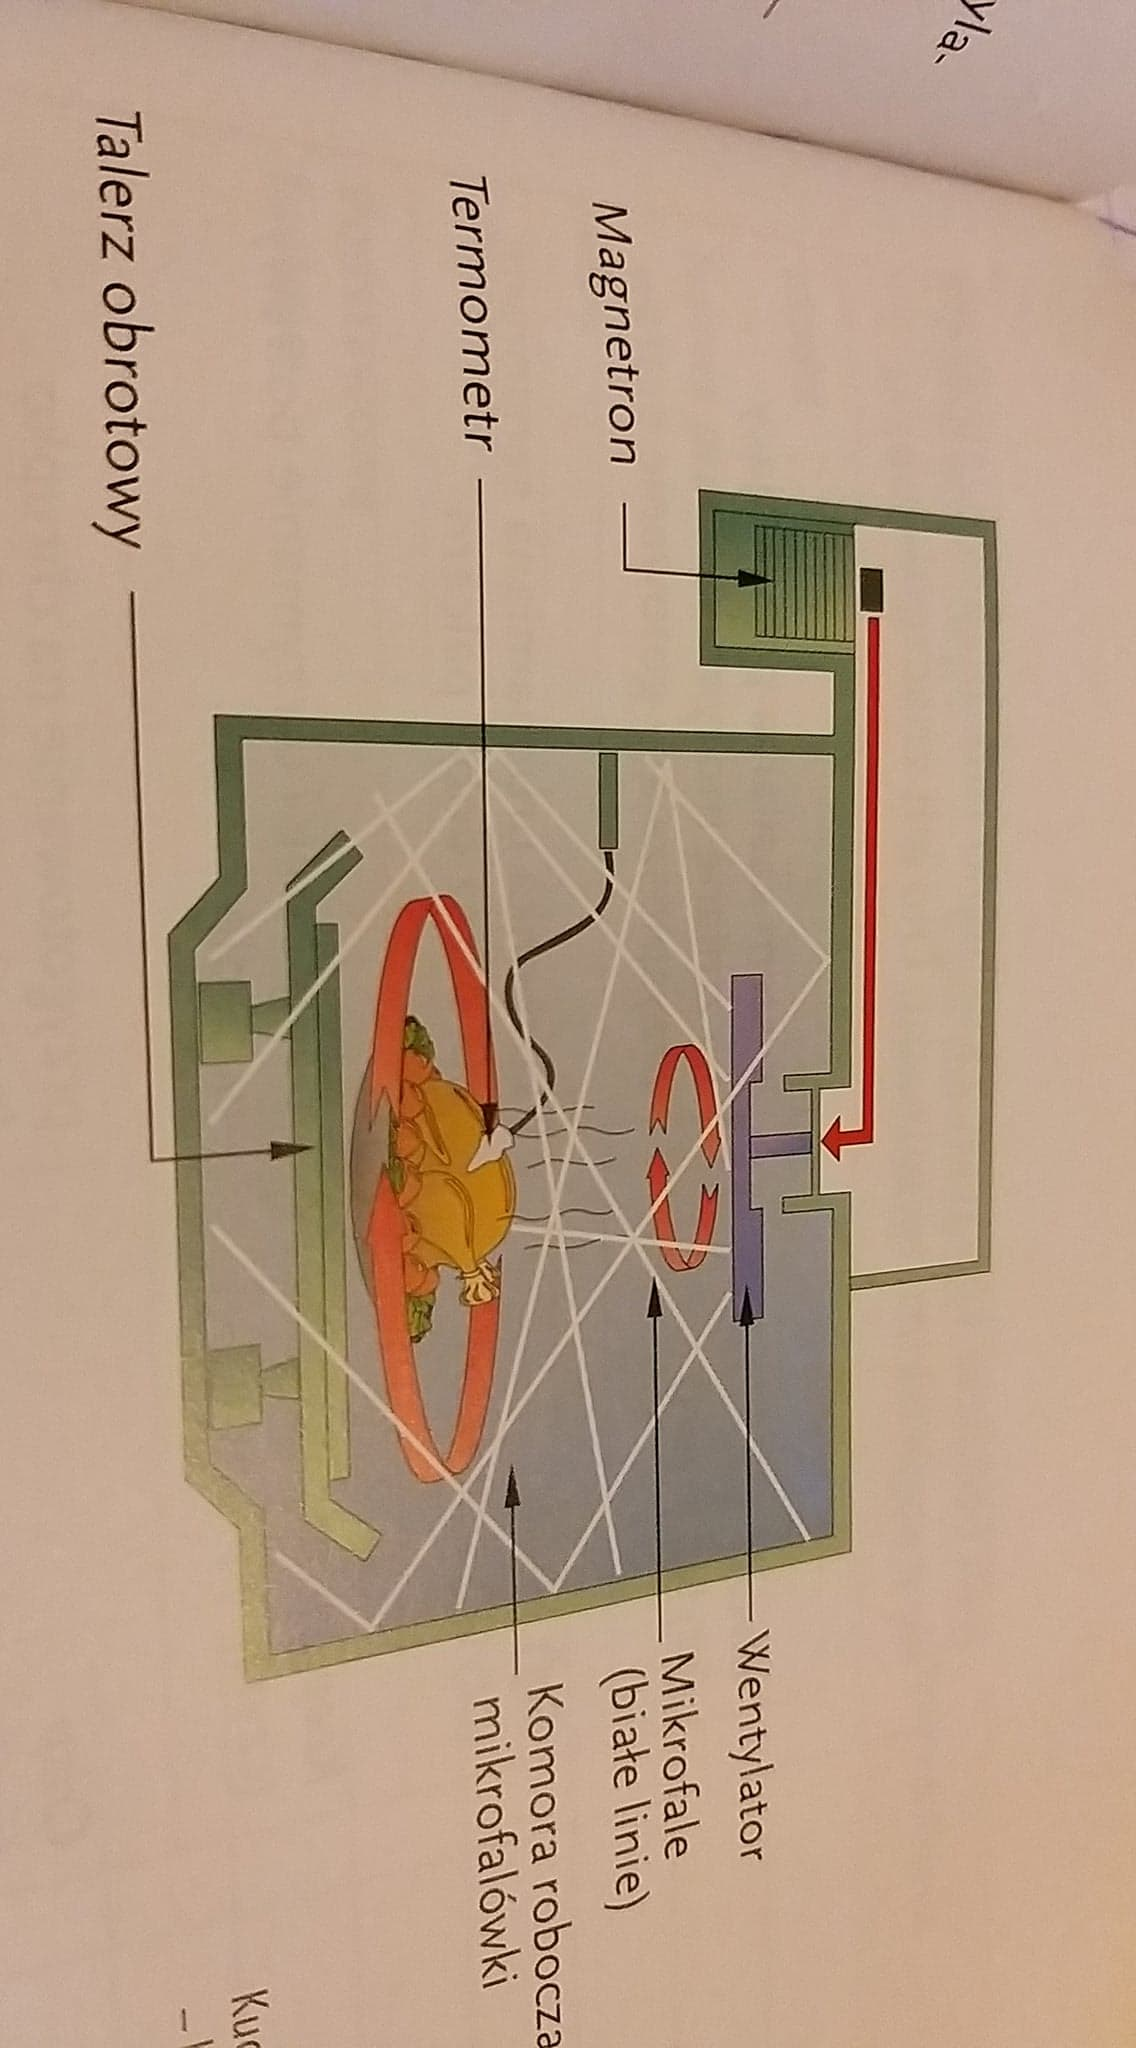 Magnetron
Termometr
Talerz obrotowy
Wentylator
Mikrofale
(białe linie)
Komora robocza
mikrofalówki